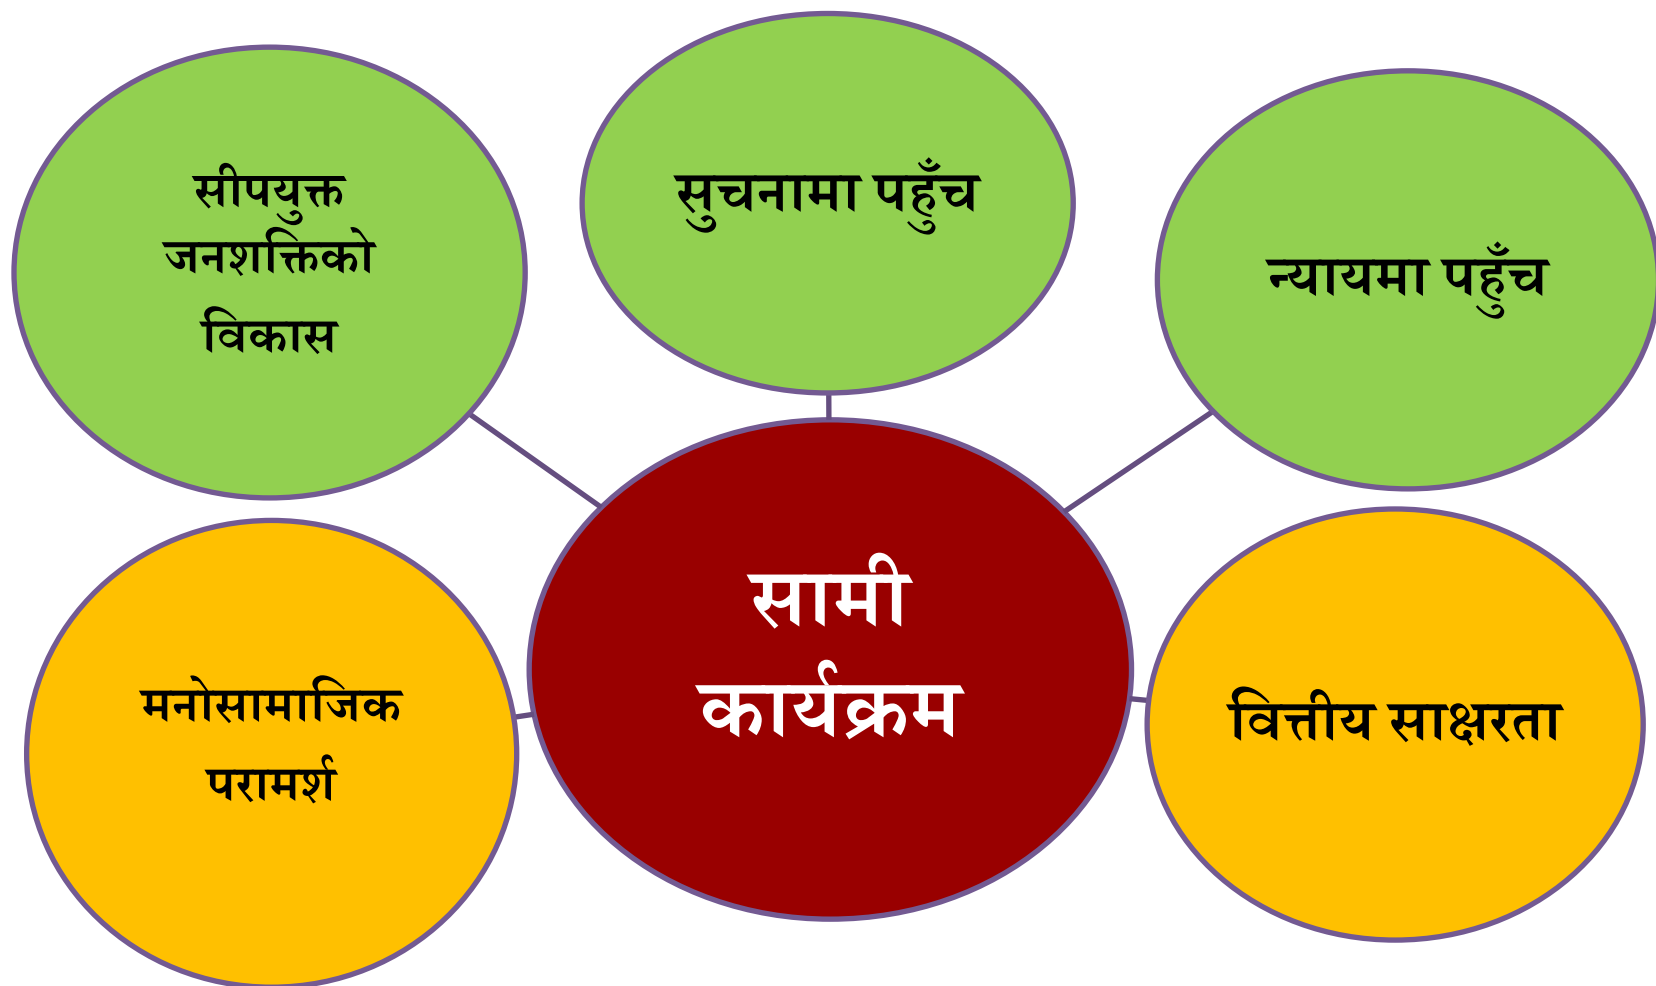 सीपयुक्त
जनशक्तिको
विकास
सुचनामा पहुँच
न्यायमा पहुँच
सामी
कार्यक्रम
मनोसामाजिक
परामर्श
वित्तीय साक्षरता